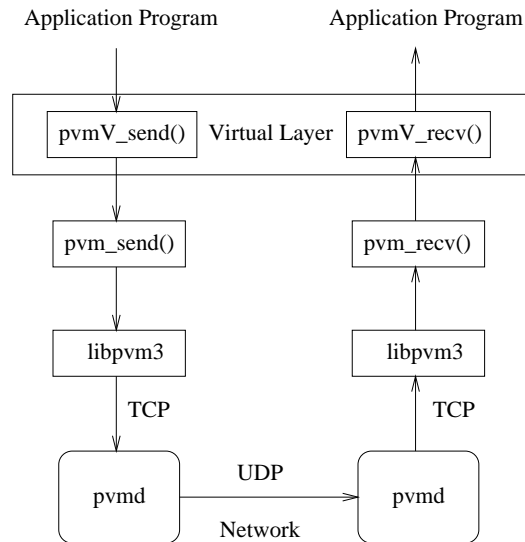 Application Program
Application Program
pvmV_send()
Virtual Layer
pvmV_recv()
pvm_send()
pvm_recv()
libpvm3
libpvm3
TCP
TCP
UDP
pvmd
pvmd
Network